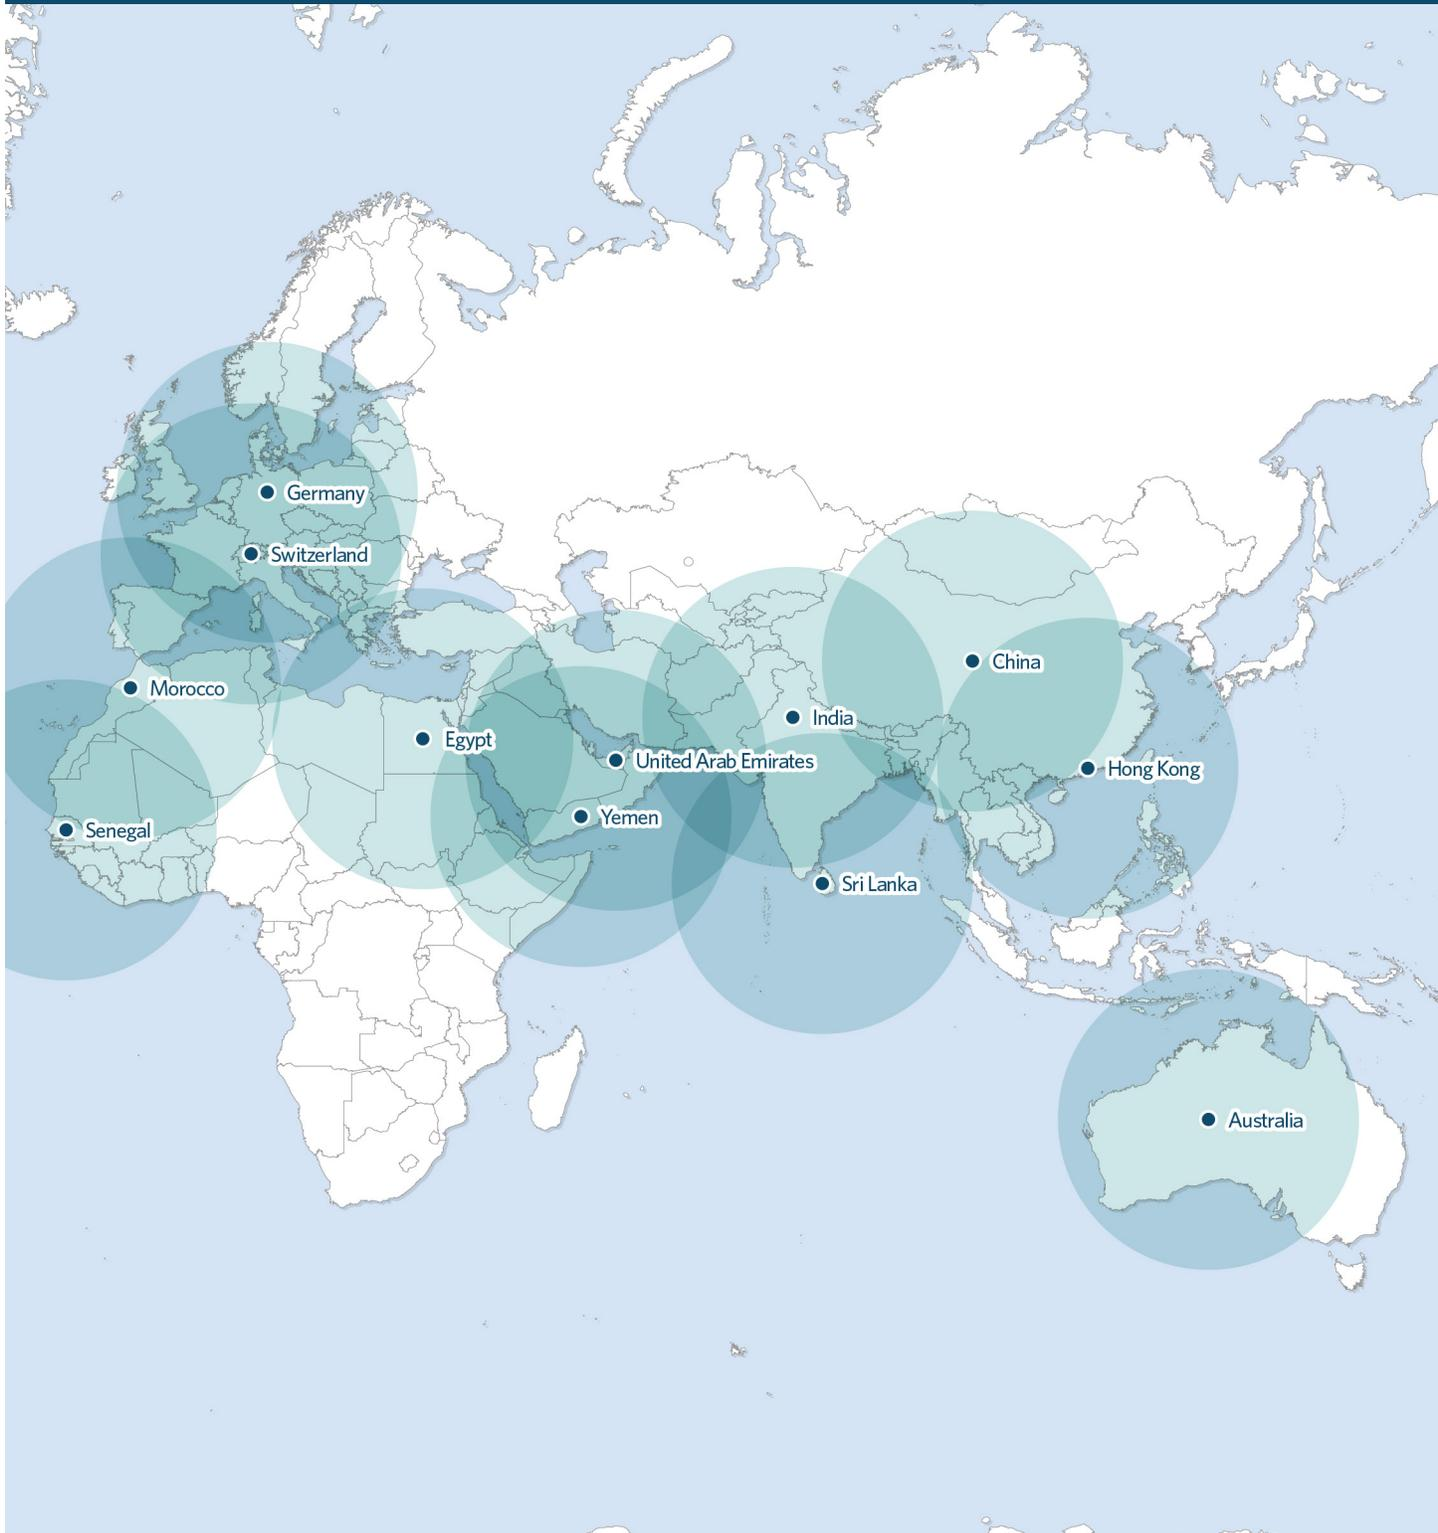 Germany
Switzerland
China
Morocco
India
Egypt
United Arab Emirates
Hong Kong
Yemen
Senegal
Sri Lanka
Australia